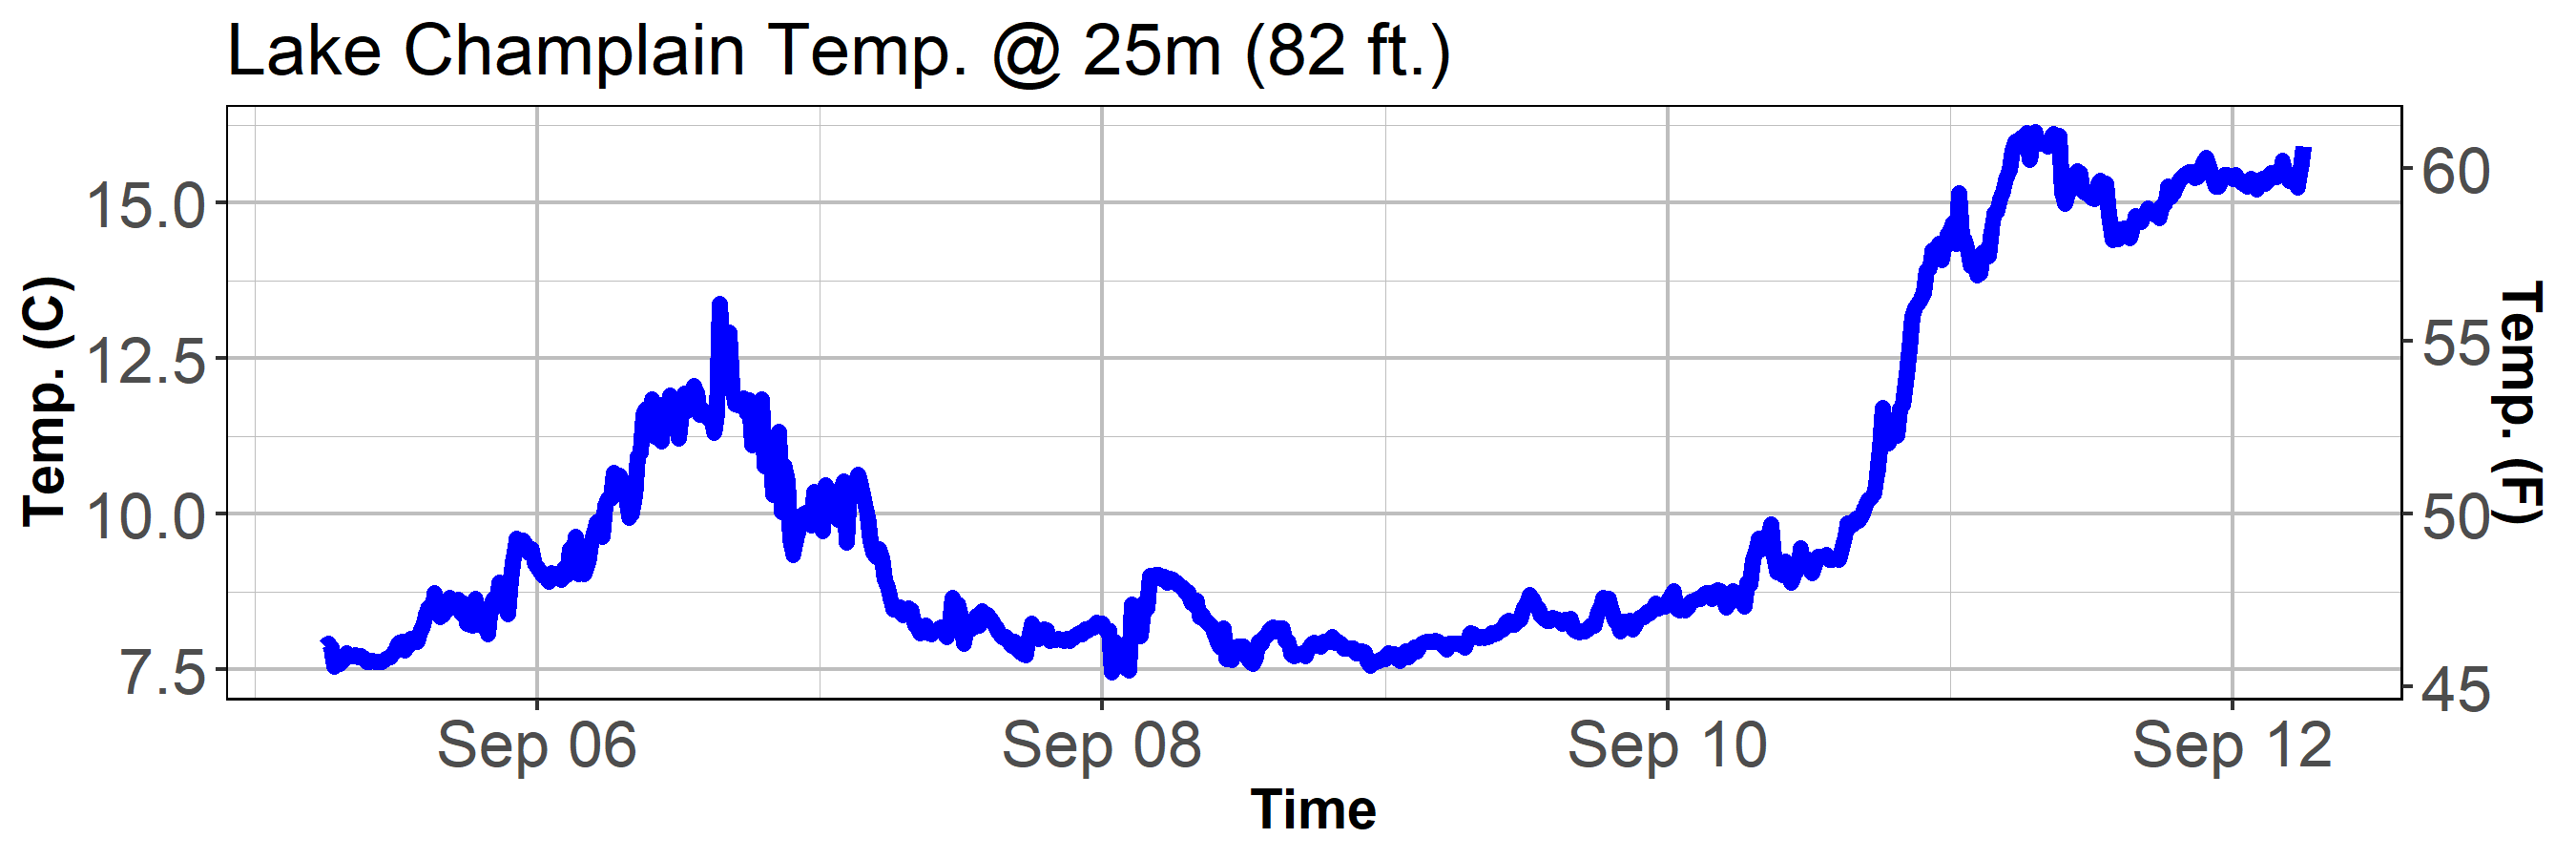 Lake Champlain Temp. @ 25m (82 ft.)
Temp. (C)
15.0
12.5
10.0
7.5
60
55
50
45
Temp. (F)
Sep 06 Sep 08 Sep 10 Sep 12
Time